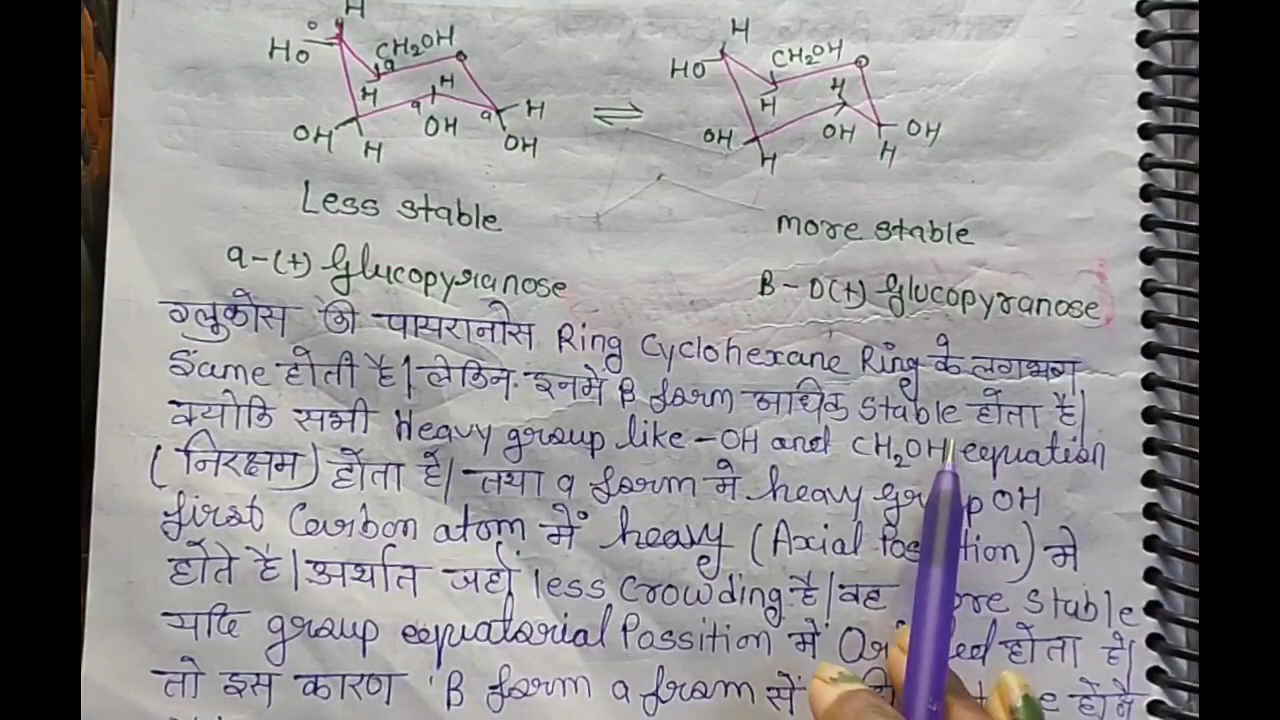 H H
HO CH₂OH O HO CH₂OH O
H H H H H
OH OH OH ⇌ OH OH OH
H H H
Less stable more stable
α-(+) Glucopyranose B-D(+) Glucopyranose
ग्लुकोस की पायरानोस Ring Cyclohexane Ring के लगभग
Same होती है। लेकिन इनमे B form आधिक stable होता है।
क्योकि सभी Heavy group like -OH and CH₂OH equation
(निरक्षम) होता है। तथा α form मे heavy group OH
first Carbon atom में heavy (Axial Position) मे
होते है। अर्थात जहाँ less crowding है। वह stable
यदि group equatorial Possition में होता है।
तो इस कारण B form α from से होने